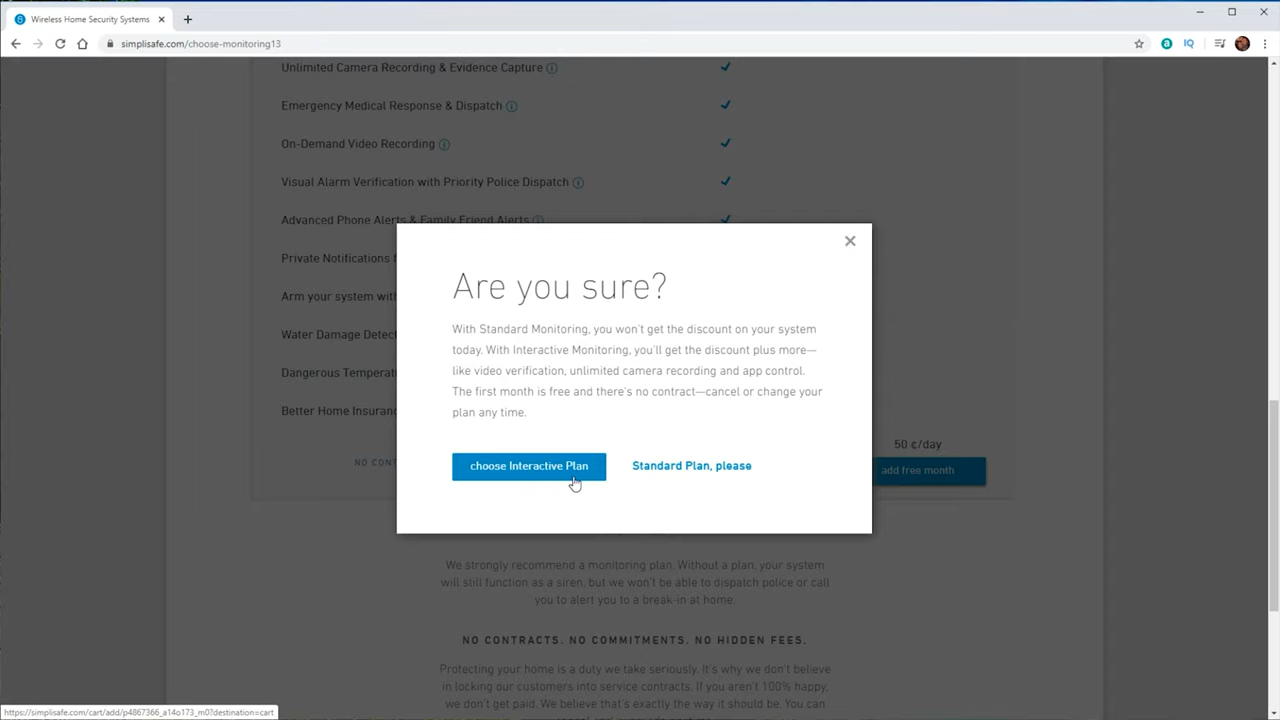 Wireless Home Security Systems
simplisafe.com/choose-monitoring13
Unlimited Camera Recording & Evidence Capture
Emergency Medical Response & Dispatch
On-Demand Video Recording
Visual Alarm Verification with Priority Police Dispatch
Advanced Phone Alerts & Family Friend Alerts
Private Notifications
Arm your system with
Water Damage Detec
Dangerous Temperat
Better Home Insuranc
NO CONT
50 ¢/day
add free month
Are you sure?
With Standard Monitoring, you won't get the discount on your system
today. With Interactive Monitoring, you'll get the discount plus more—
like video verification, unlimited camera recording and app control.
The first month is free and there's no contract—cancel or change your
plan any time.
choose Interactive Plan
Standard Plan, please
We strongly recommend a monitoring plan. Without a plan, your system
will still function as a siren, but we won't be able to dispatch police or call
you to alert you to a break-in at home.
NO CONTRACTS. NO COMMITMENTS. NO HIDDEN FEES.
Protecting your home is a duty we take seriously. It's why we don't believe
in locking our customers into service contracts. If you aren't 100% happy,
we don't get paid. We believe that's exactly the way it should be. You can
https://simplisafe.com/cart/add/p4867366_a14o173_m0?destination=cart